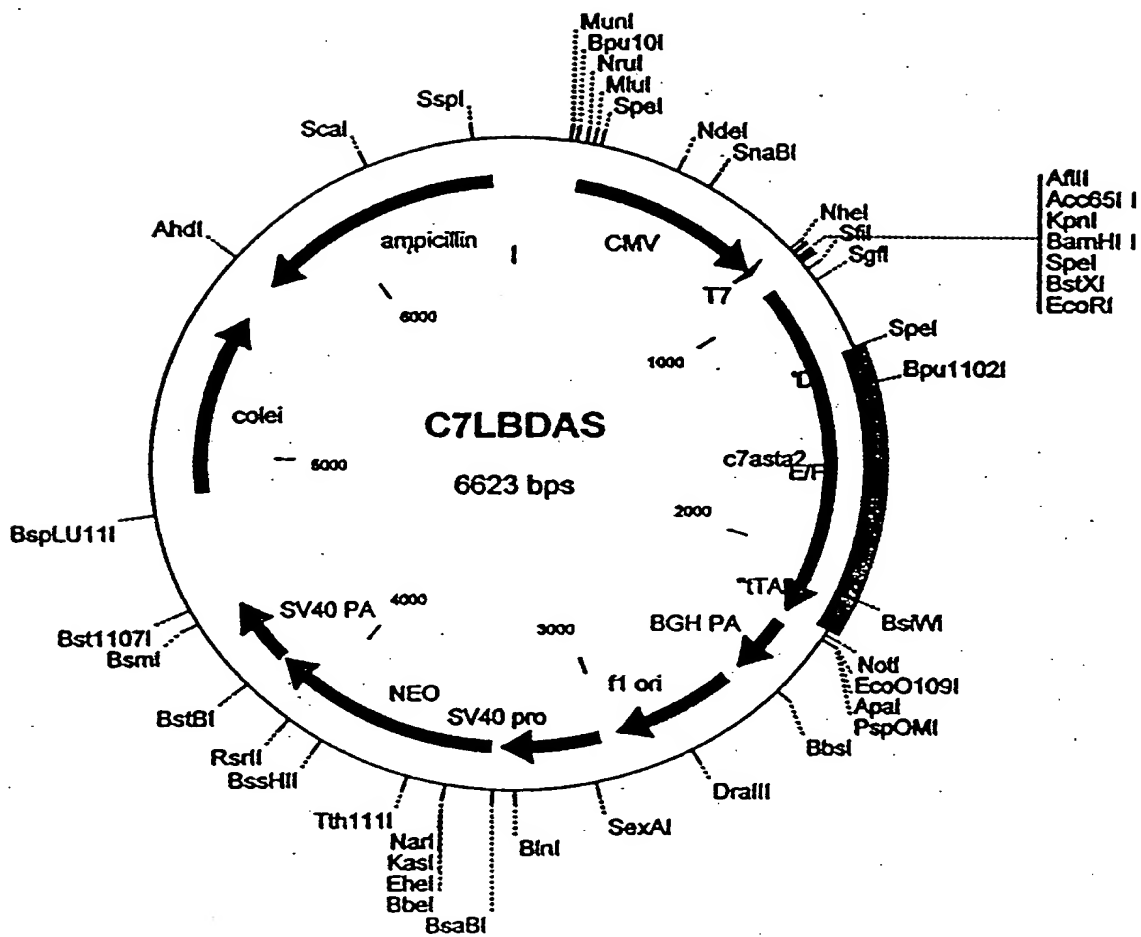 MunI
Bpu10I
NruI
MluI
SpeI
SspI
ScaI
NdeI
SnaBI
AflII
Acc65I I
KpnI
BamHI I
SpeI
BstXI
EcoRI
NheI
SfiI
SgfI
AhdI
ampicillin
I
CMV
T7
6000
1000
SpeI
Bpu1102I
"D
colei
C7LBDAS
c7asta2
E/F
5000
6623 bps
2000
BspLU11I
"tTA
SV40 PA
4000
BGH PA
BsiWI
3000
Bst1107I
BsmI
NotI
EcoO109I
ApaI
PspOMI
f1 ori
NEO
SV40 pro
BstBI
BbsI
RsrII
BssHII
DraIII
Tth111I
SexAI
BlnI
NarI
KasI
EheI
BbeI
BsaBI